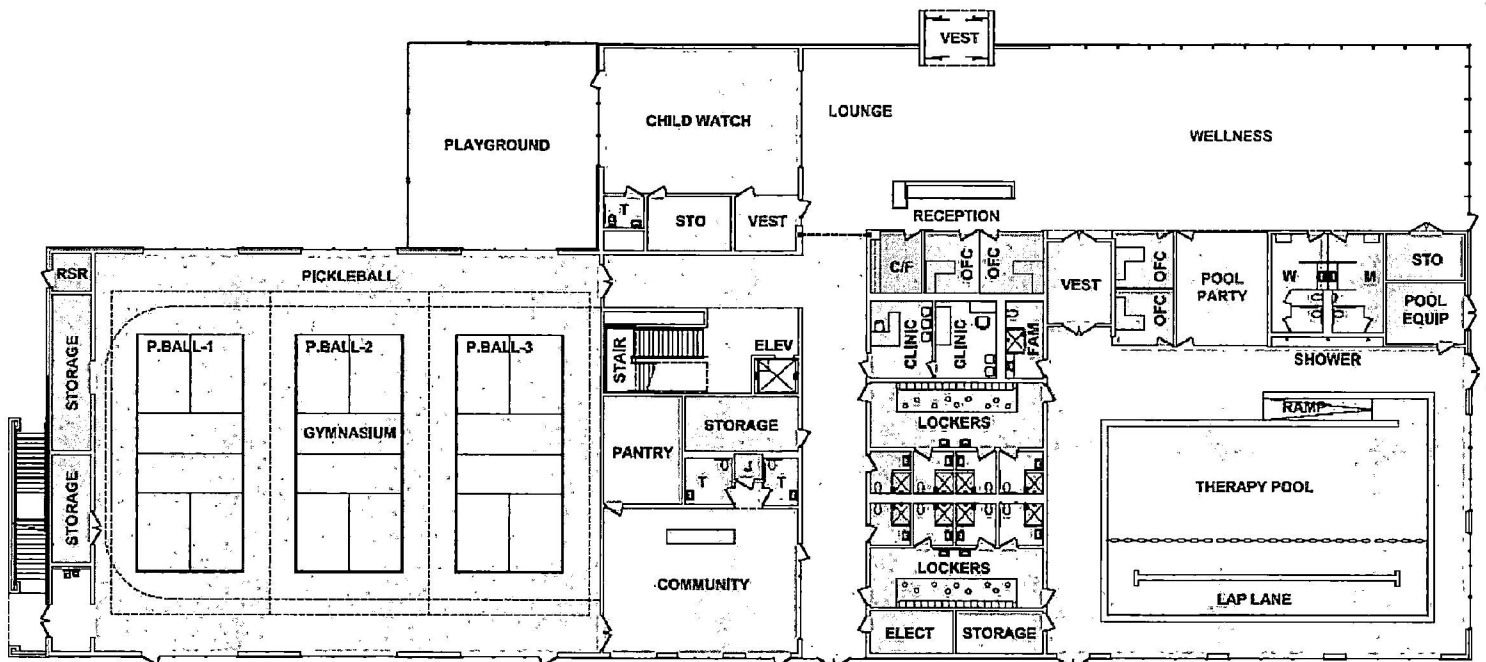 VEST
CHILD WATCH
LOUNGE
PLAYGROUND
WELLNESS
T
STO
VEST
RECEPTION
RSR
PICKLEBALL
C/F
OFC
OFC
VEST
OFC
OFC
POOL
PARTY
W
M
STO
POOL
EQUIP
STORAGE
P.BALL-1
P.BALL-2
P.BALL-3
STAIR
ELEV
CLINIC
CLINIC
FAM
SHOWER
GYMNASIUM
STORAGE
LOCKERS
RAMP
PANTRY
STORAGE
T
J
T
THERAPY POOL
COMMUNITY
LOCKERS
LAP LANE
ELECT
STORAGE